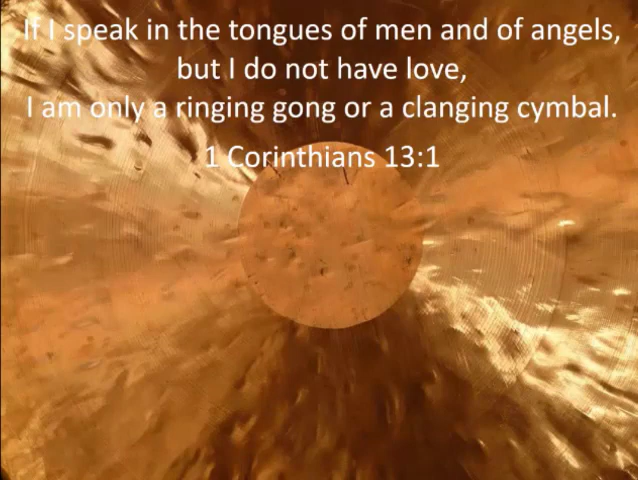 If I speak in the tongues of men and of angels,
but I do not have love,
I am only a ringing gong or a clanging cymbal.
1 Corinthians 13:1